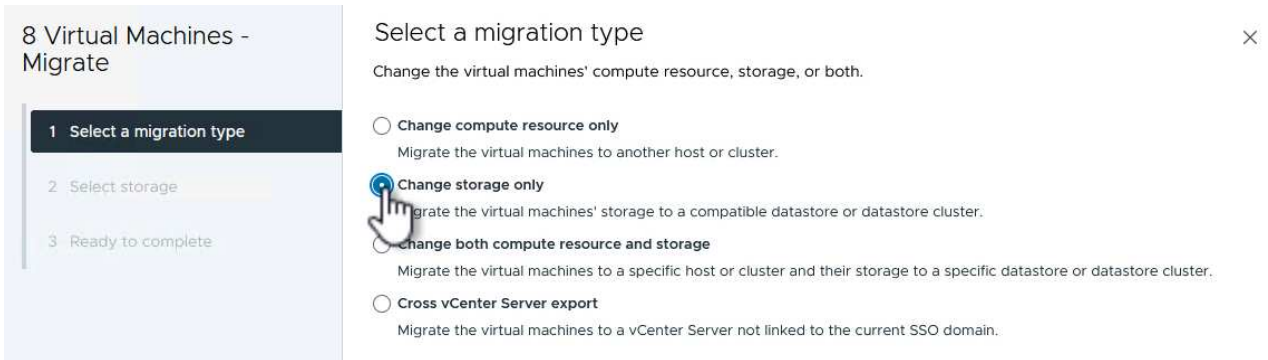 8 Virtual Machines -
Migrate
1 Select a migration type
2 Select storage
3 Ready to complete
Select a migration type
Change the virtual machines' compute resource, storage, or both.
Change compute resource only
Migrate the virtual machines to another host or cluster.
Change storage only
grate the virtual machines' storage to a compatible datastore or datastore cluster.
Change both compute resource and storage
Migrate the virtual machines to a specific host or cluster and their storage to a specific datastore or datastore cluster.
Cross vCenter Server export
Migrate the virtual machines to a vCenter Server not linked to the current SSO domain.